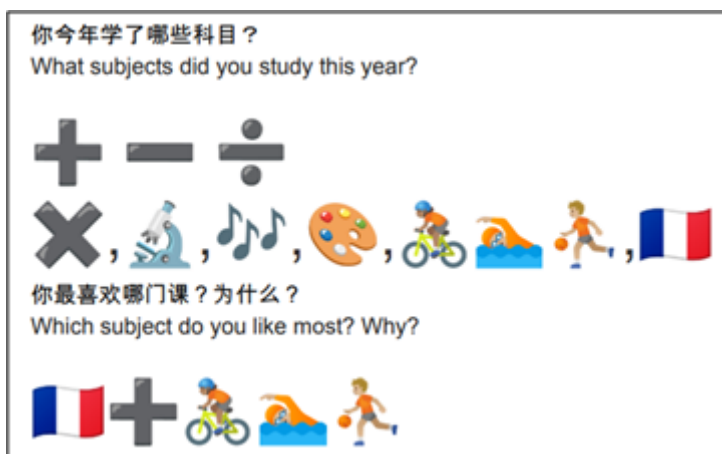 你今年学了哪些科目？
What subjects did you study this year?
➕ ➖ ➗
✖️,🔬,🎶,🎨,🚴🏊⛹️,🇫🇷
你最喜欢哪门课？为什么？
Which subject do you like most? Why?
🇫🇷➕🚴🏊⛹️